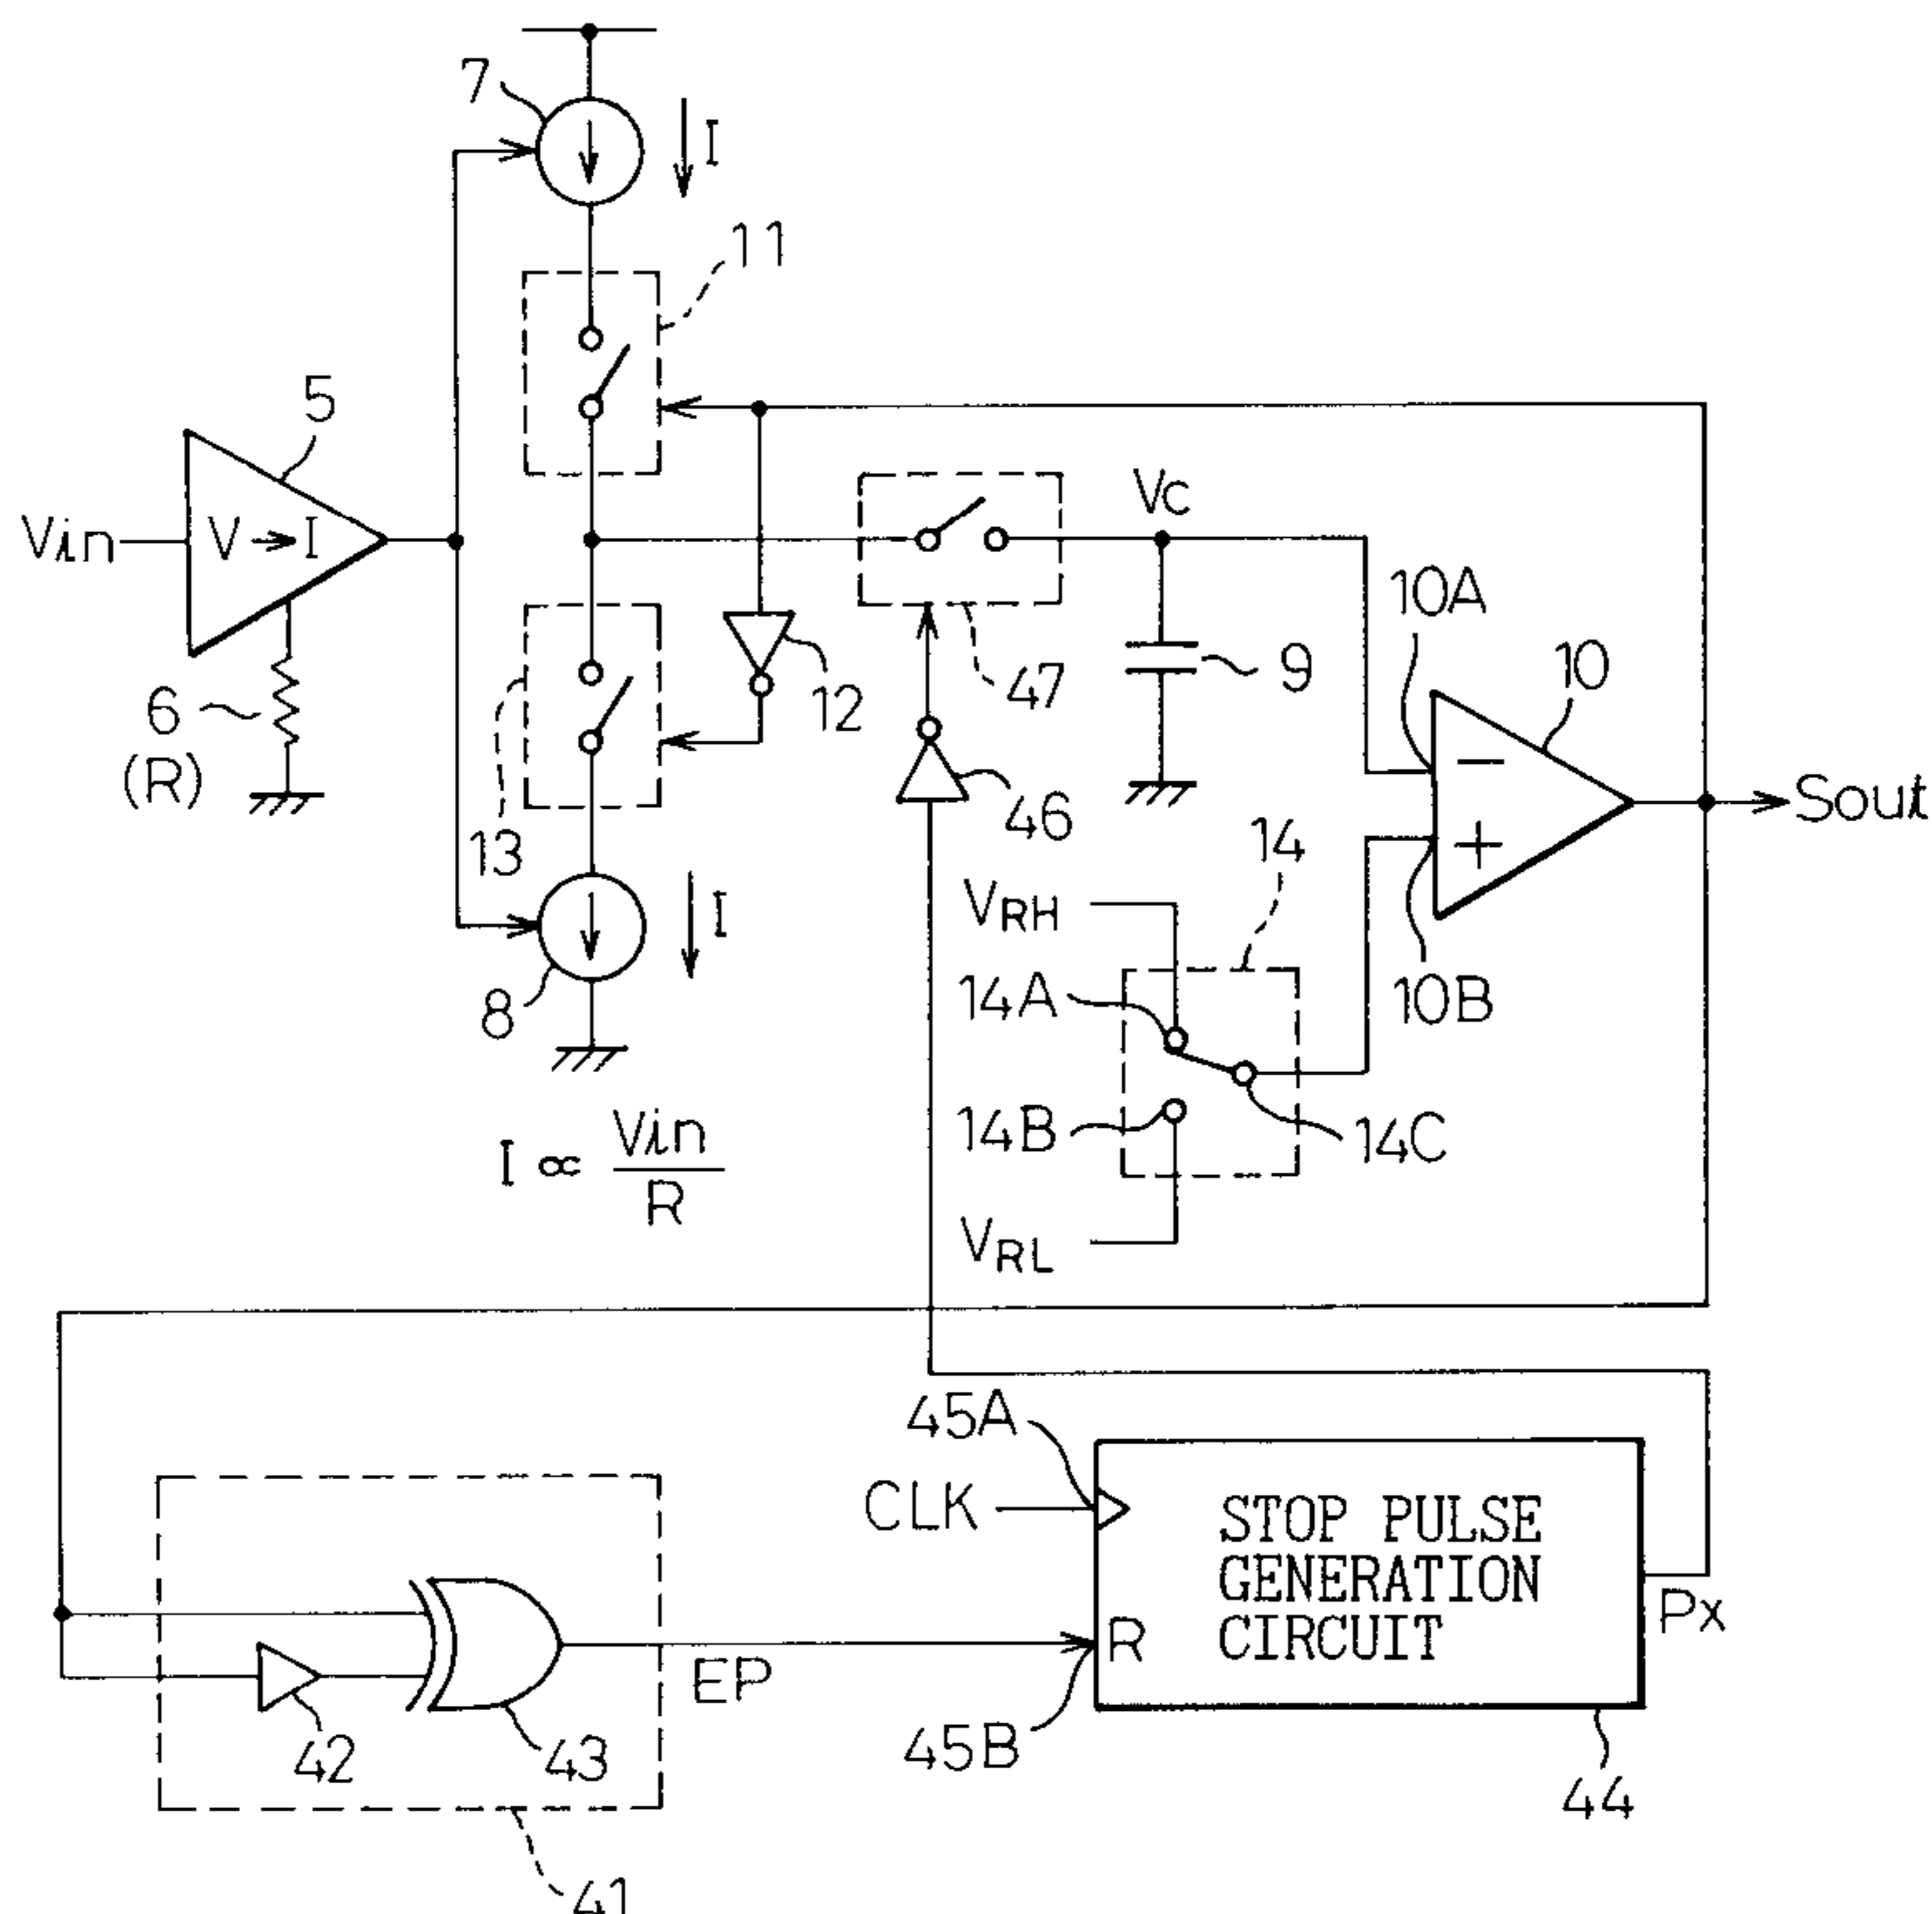 7
I
11
5
Vin
V→I
Vc
10A
10
6
(R)
12
47
9
13
46
14
Sout
VRH
I
14A
10B
8
14B
14C
I ∝ Vin/R
VRL
45A
CLK
STOP PULSE
GENERATION
CIRCUIT
Px
R
EP
42
43
45B
44
41